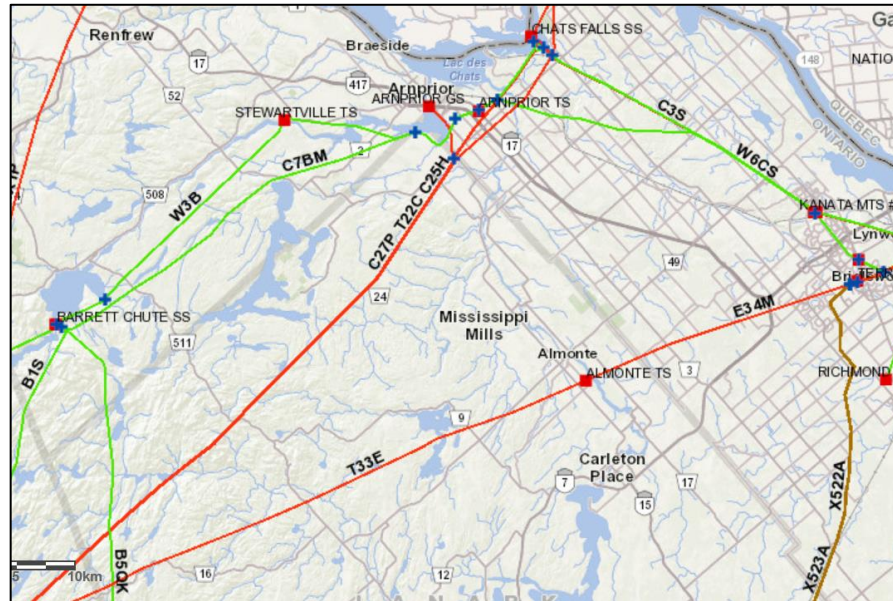 CHATS FALLS SS
Renfrew
Braeside
17
Lac des
Chats
148
NATIO
417
52
Arnprior
ARNPRIOR GS
ARNPRIOR TS
STEWARTVILLE TS
C3S
QUEBEC
ONTARIO
2
C7BM
17
W6CS
508
W3B
C27P T22C C25H
KANATA MTS #
Lynw
49
24
BARRETT CHUTE SS
E34M
Mississippi
Mills
511
B1S
Almonte
ALMONTE TS
3
RICHMOND
9
T33E
Carleton
Place
7
17
15
X522A
B5QK
10km
16
12
X523A
L A N A R K